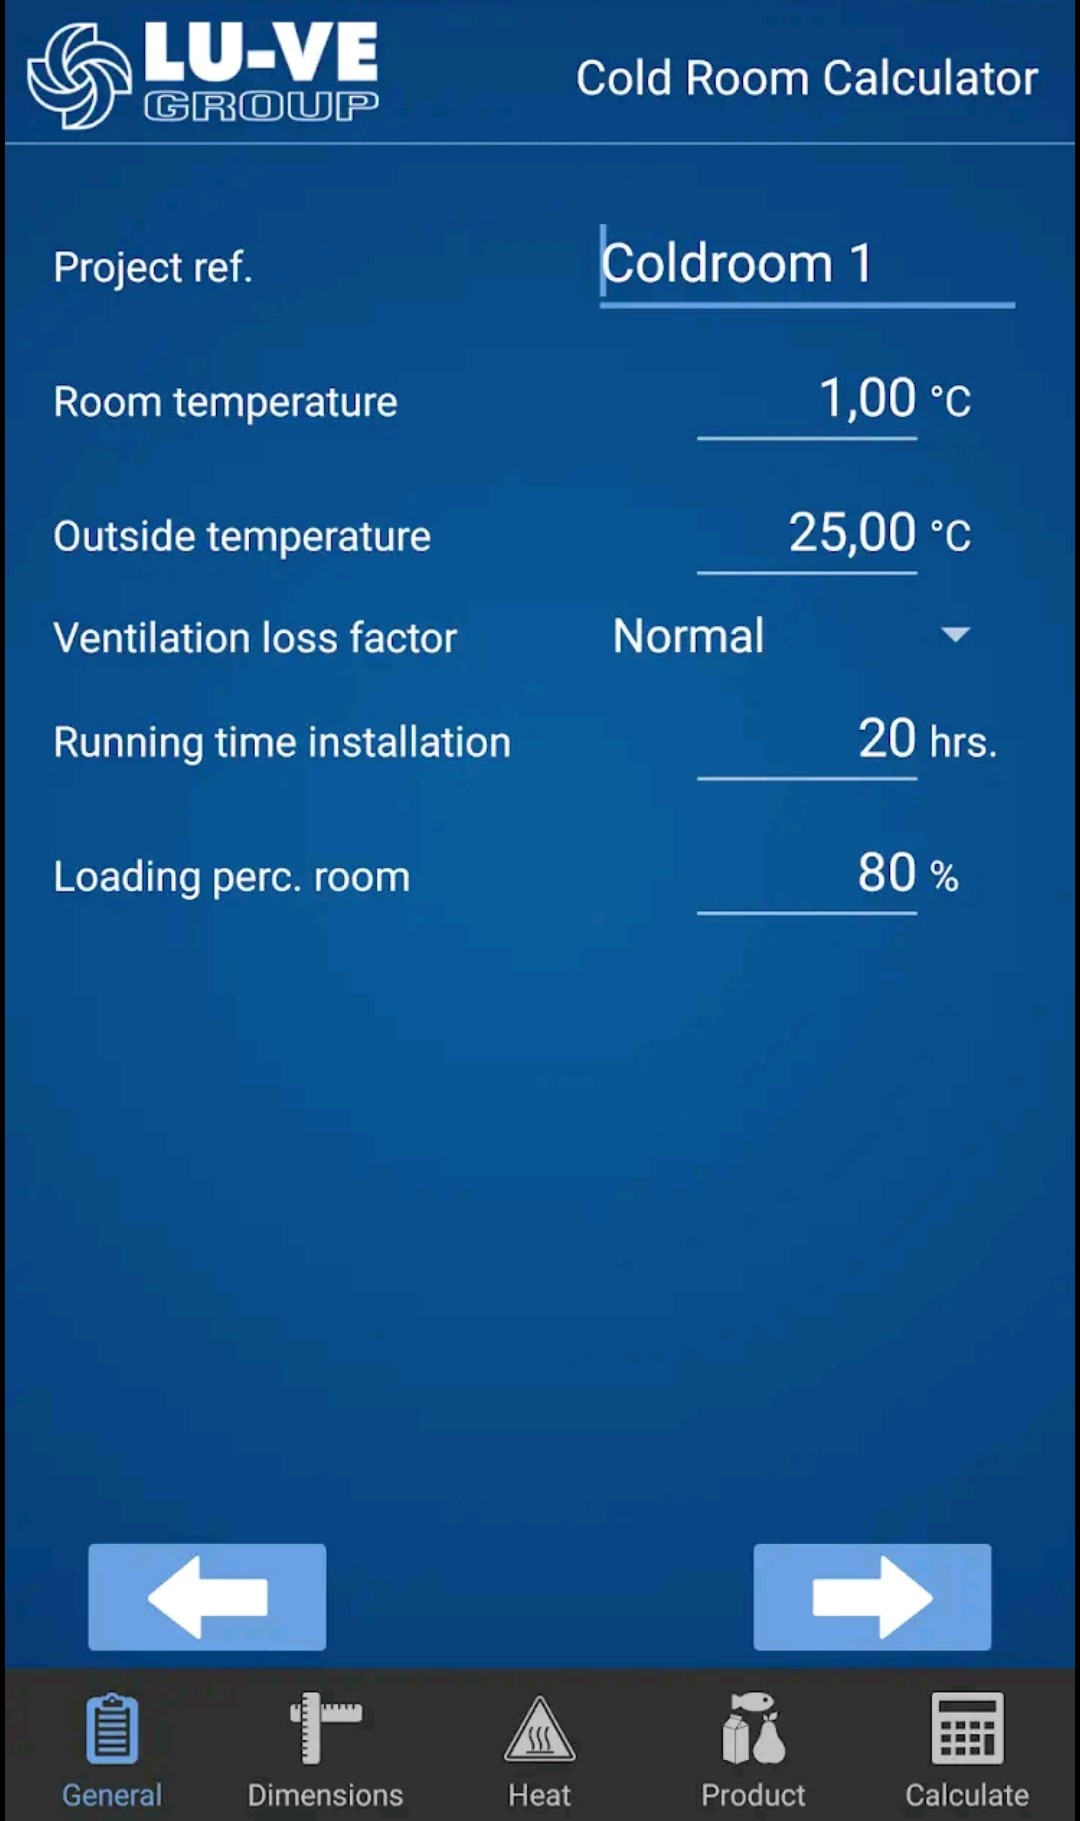 LU-VE
GROUP
Cold Room Calculator
Project ref. Coldroom 1
Room temperature 1,00 °C
Outside temperature 25,00 °C
Ventilation loss factor Normal
Running time installation 20 hrs.
Loading perc. room 80 %
General Dimensions Heat Product Calculate